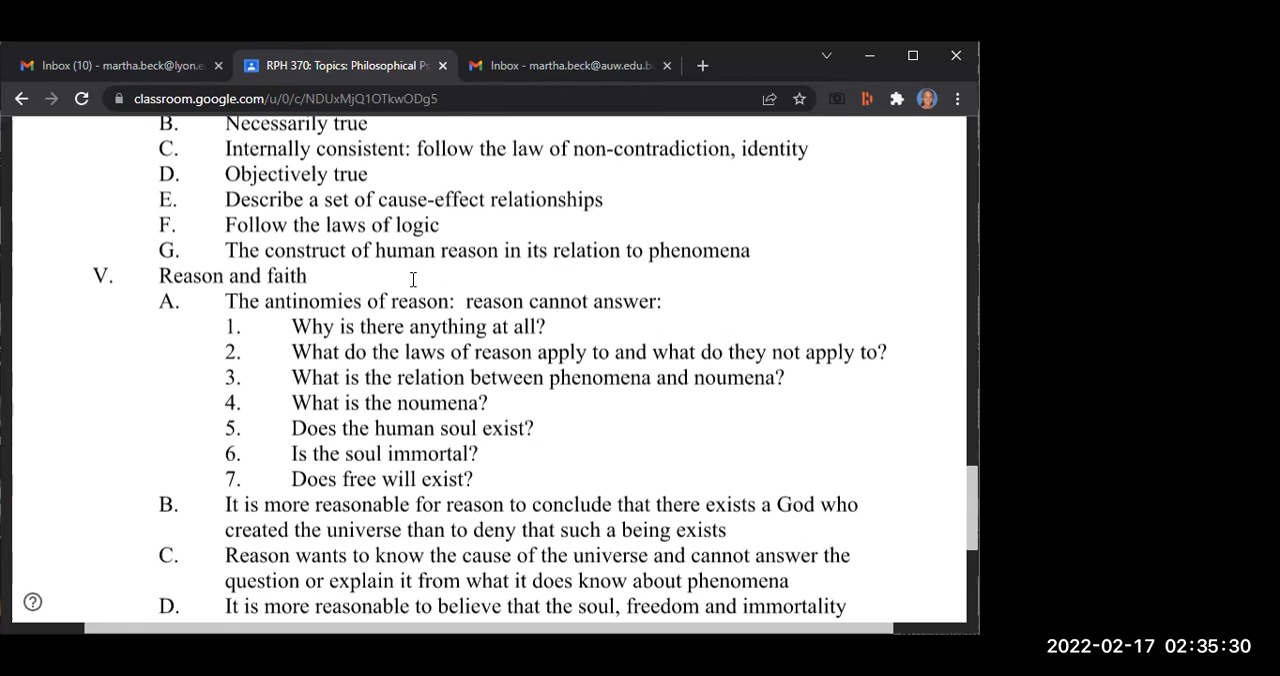 Inbox (10) - martha.beck@lyon.e
RPH 370: Topics: Philosophical Ps
Inbox - martha.beck@auw.edu.b
classroom.google.com/u/0/c/NDUxMjQ1OTkwODg5
B. Necessarily true
C. Internally consistent: follow the law of non-contradiction, identity
D. Objectively true
E. Describe a set of cause-effect relationships
F. Follow the laws of logic
G. The construct of human reason in its relation to phenomena
V. Reason and faith
A. The antinomies of reason: reason cannot answer:
1. Why is there anything at all?
2. What do the laws of reason apply to and what do they not apply to?
3. What is the relation between phenomena and noumena?
4. What is the noumena?
5. Does the human soul exist?
6. Is the soul immortal?
7. Does free will exist?
B. It is more reasonable for reason to conclude that there exists a God who
created the universe than to deny that such a being exists
C. Reason wants to know the cause of the universe and cannot answer the
question or explain it from what it does know about phenomena
D. It is more reasonable to believe that the soul, freedom and immortality
2022-02-17 02:35:30